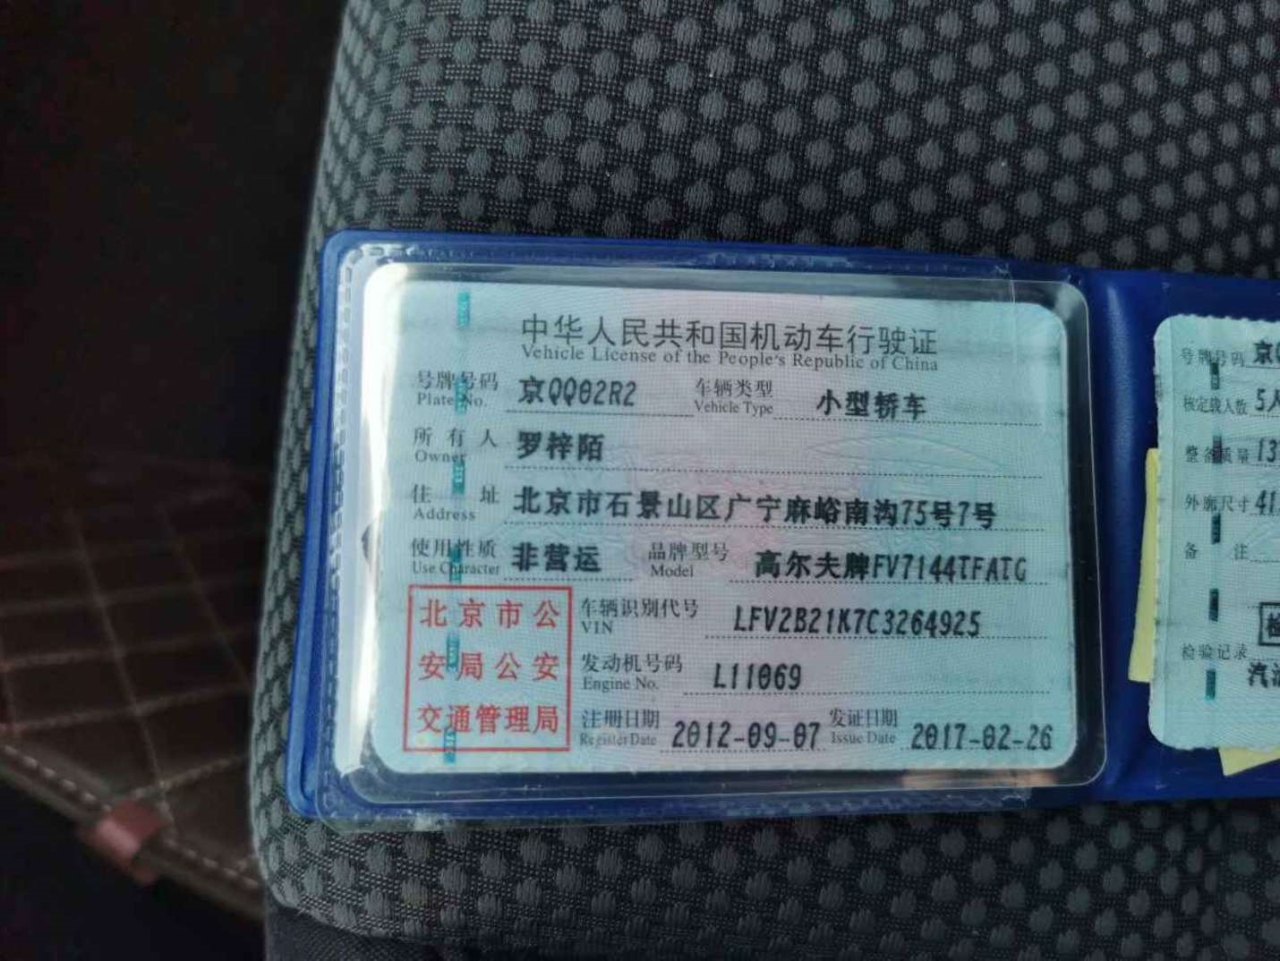 中华人民共和国机动车行驶证
Vehicle License of the People's Republic of China
号牌号码 京QQ02R2 车辆类型 小型轿车
Plate No. Vehicle Type
所有人 罗梓陌
Owner
住址 北京市石景山区广宁麻峪南沟75号7号
Address
使用性质 非营运 品牌型号 高尔夫牌FV7144TFATG
Use Character Model
北京市公
安局公安
交通管理局
车辆识别代号 LFV2B21K7C3264925
VIN
发动机号码 L11069
Engine No.
注册日期 2012-09-07 发证日期 2017-02-26
Register Date Issue Date
号牌号码 京
核定载人数 5人
整备质量 13
外廓尺寸 41
备注
检验记录
汽油